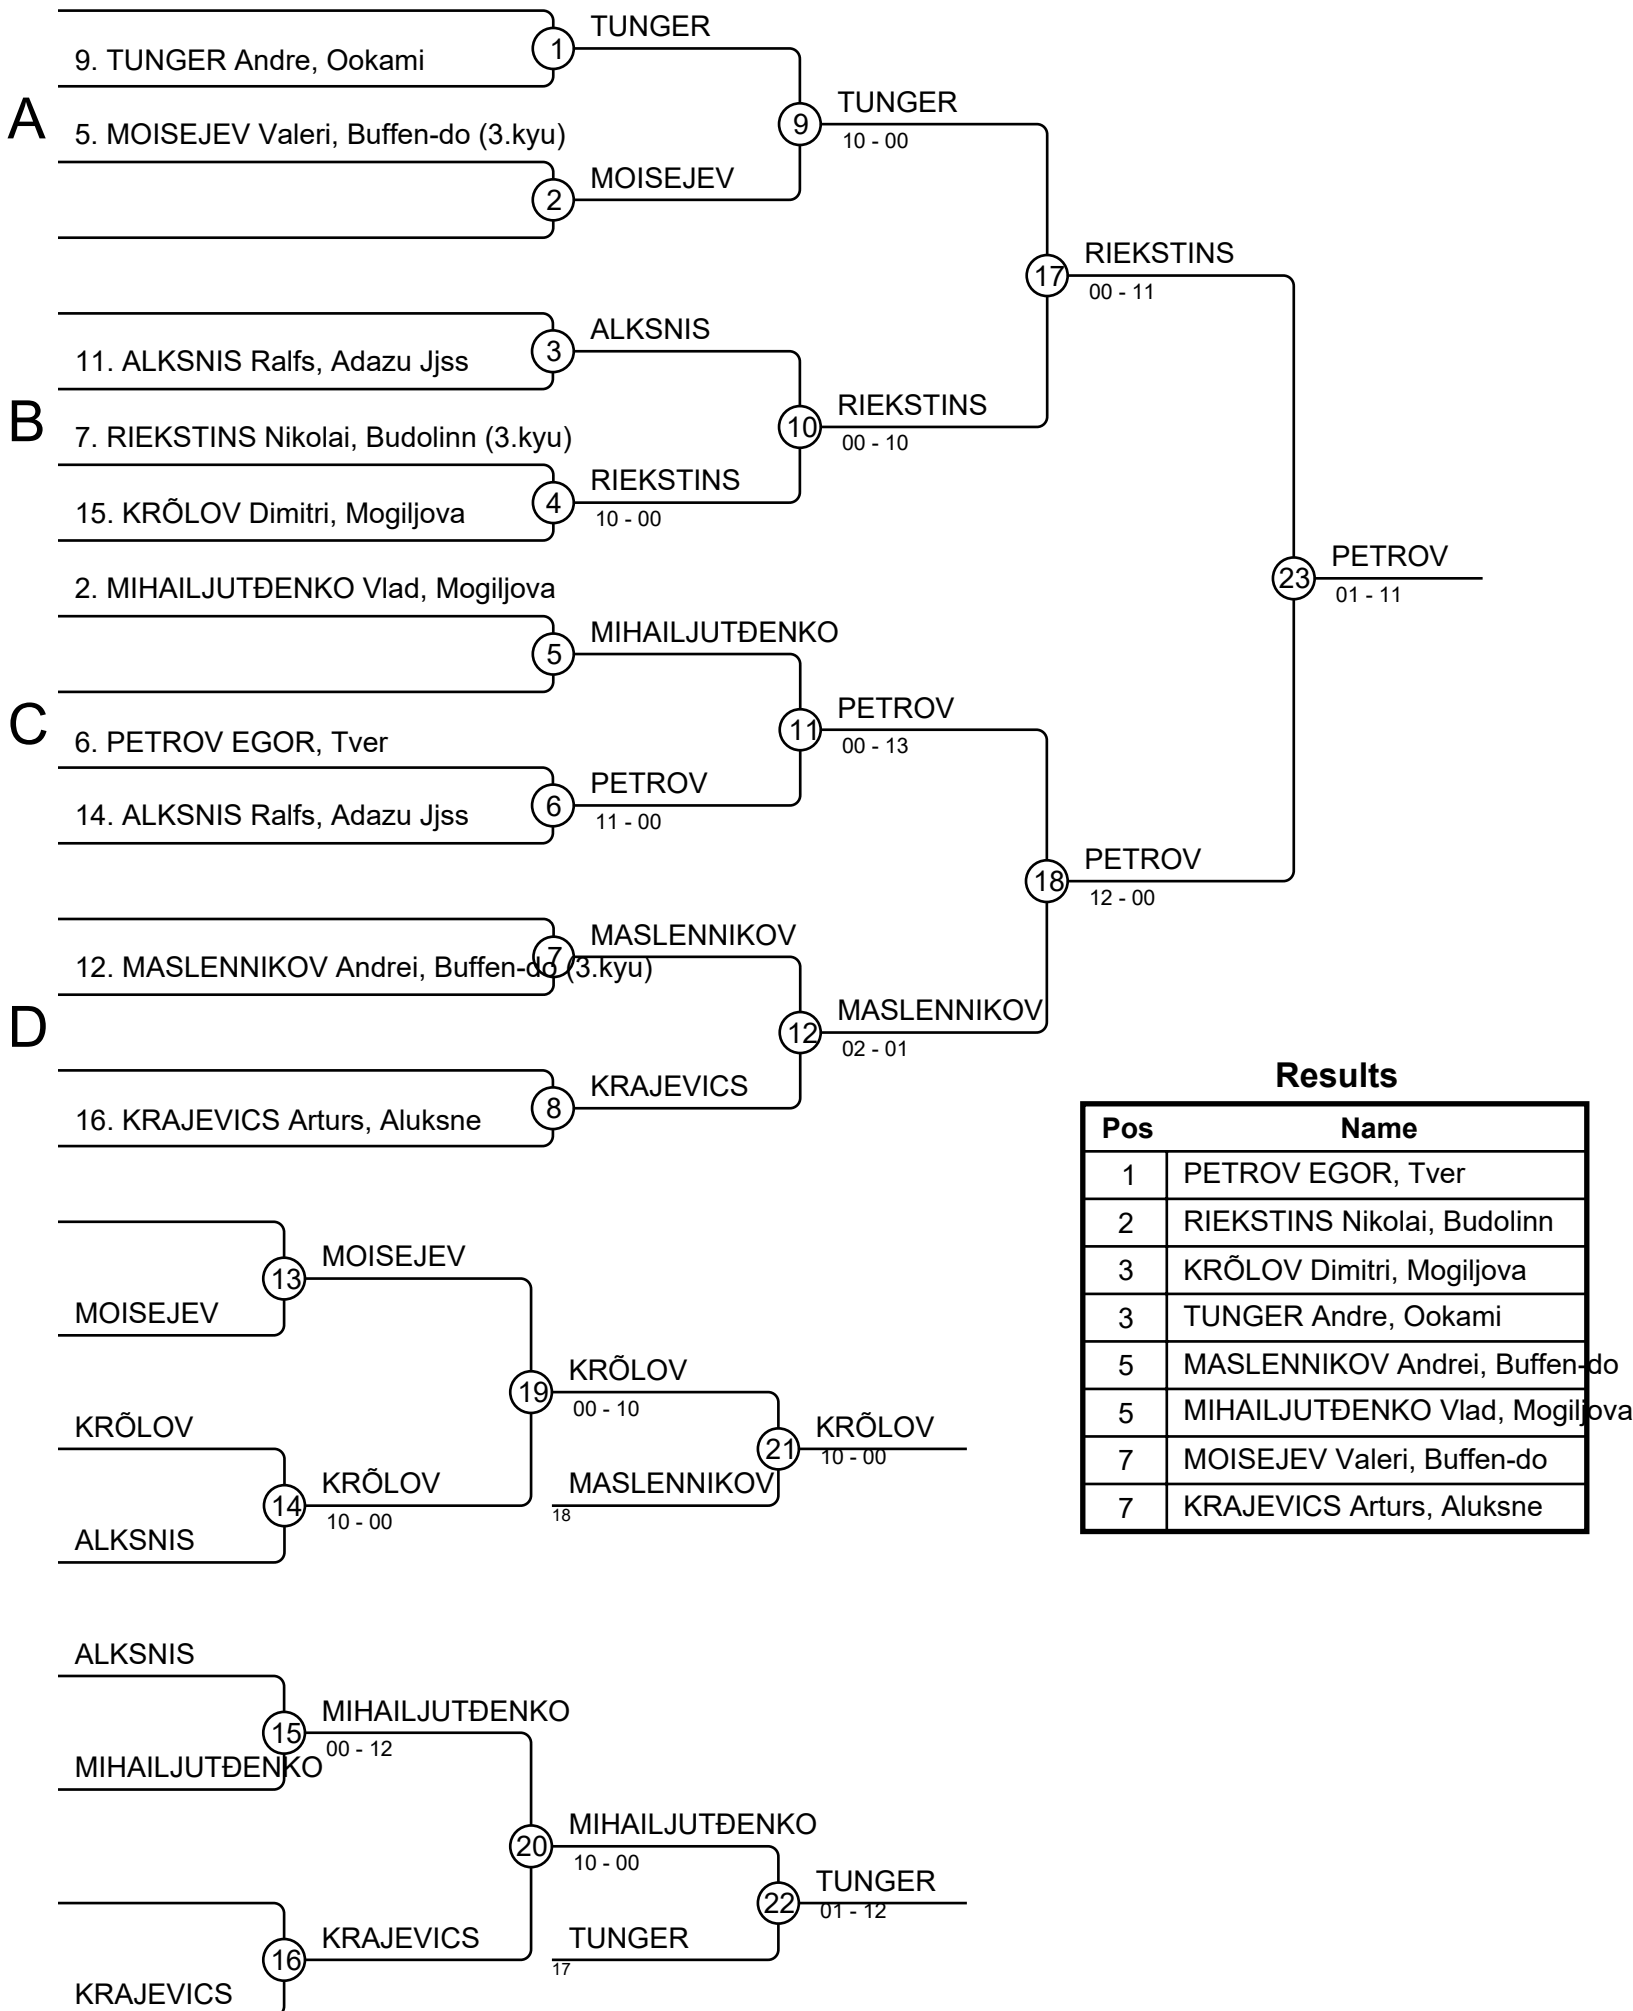 TUNGER
9. TUNGER Andre, Ookami
1
A
TUNGER
9
10 - 00
5. MOISEJEV Valeri, Buffen-do (3.kyu)
MOISEJEV
2
RIEKSTINS
17
00 - 11
ALKSNIS
3
11. ALKSNIS Ralfs, Adazu Jjss
B
RIEKSTINS
10
00 - 10
7. RIEKSTINS Nikolai, Budolinn (3.kyu)
RIEKSTINS
4
15. KRÕLOV Dimitri, Mogiljova
10 - 00
PETROV
23
01 - 11
2. MIHAILJUTĐENKO Vlad, Mogiljova
MIHAILJUTĐENKO
5
C
PETROV
11
00 - 13
6. PETROV EGOR, Tver
PETROV
6
14. ALKSNIS Ralfs, Adazu Jjss
11 - 00
PETROV
18
12 - 00
MASLENNIKOV
7
12. MASLENNIKOV Andrei, Buffen-do (3.kyu)
D
MASLENNIKOV
12
02 - 01
KRAJEVICS
8
16. KRAJEVICS Arturs, Aluksne
Results
Pos Name
1 PETROV EGOR, Tver
2 RIEKSTINS Nikolai, Budolinn
3 KRÕLOV Dimitri, Mogiljova
3 TUNGER Andre, Ookami
5 MASLENNIKOV Andrei, Buffen-do
5 MIHAILJUTĐENKO Vlad, Mogiljova
7 MOISEJEV Valeri, Buffen-do
7 KRAJEVICS Arturs, Aluksne
MOISEJEV
13
MOISEJEV
KRÕLOV
19
00 - 10
KRÕLOV
KRÕLOV
21
10 - 00
KRÕLOV
14
10 - 00
MASLENNIKOV
18
ALKSNIS
ALKSNIS
MIHAILJUTĐENKO
15
00 - 12
MIHAILJUTĐENKO
MIHAILJUTĐENKO
20
10 - 00
TUNGER
22
01 - 12
KRAJEVICS
16
TUNGER
17
KRAJEVICS